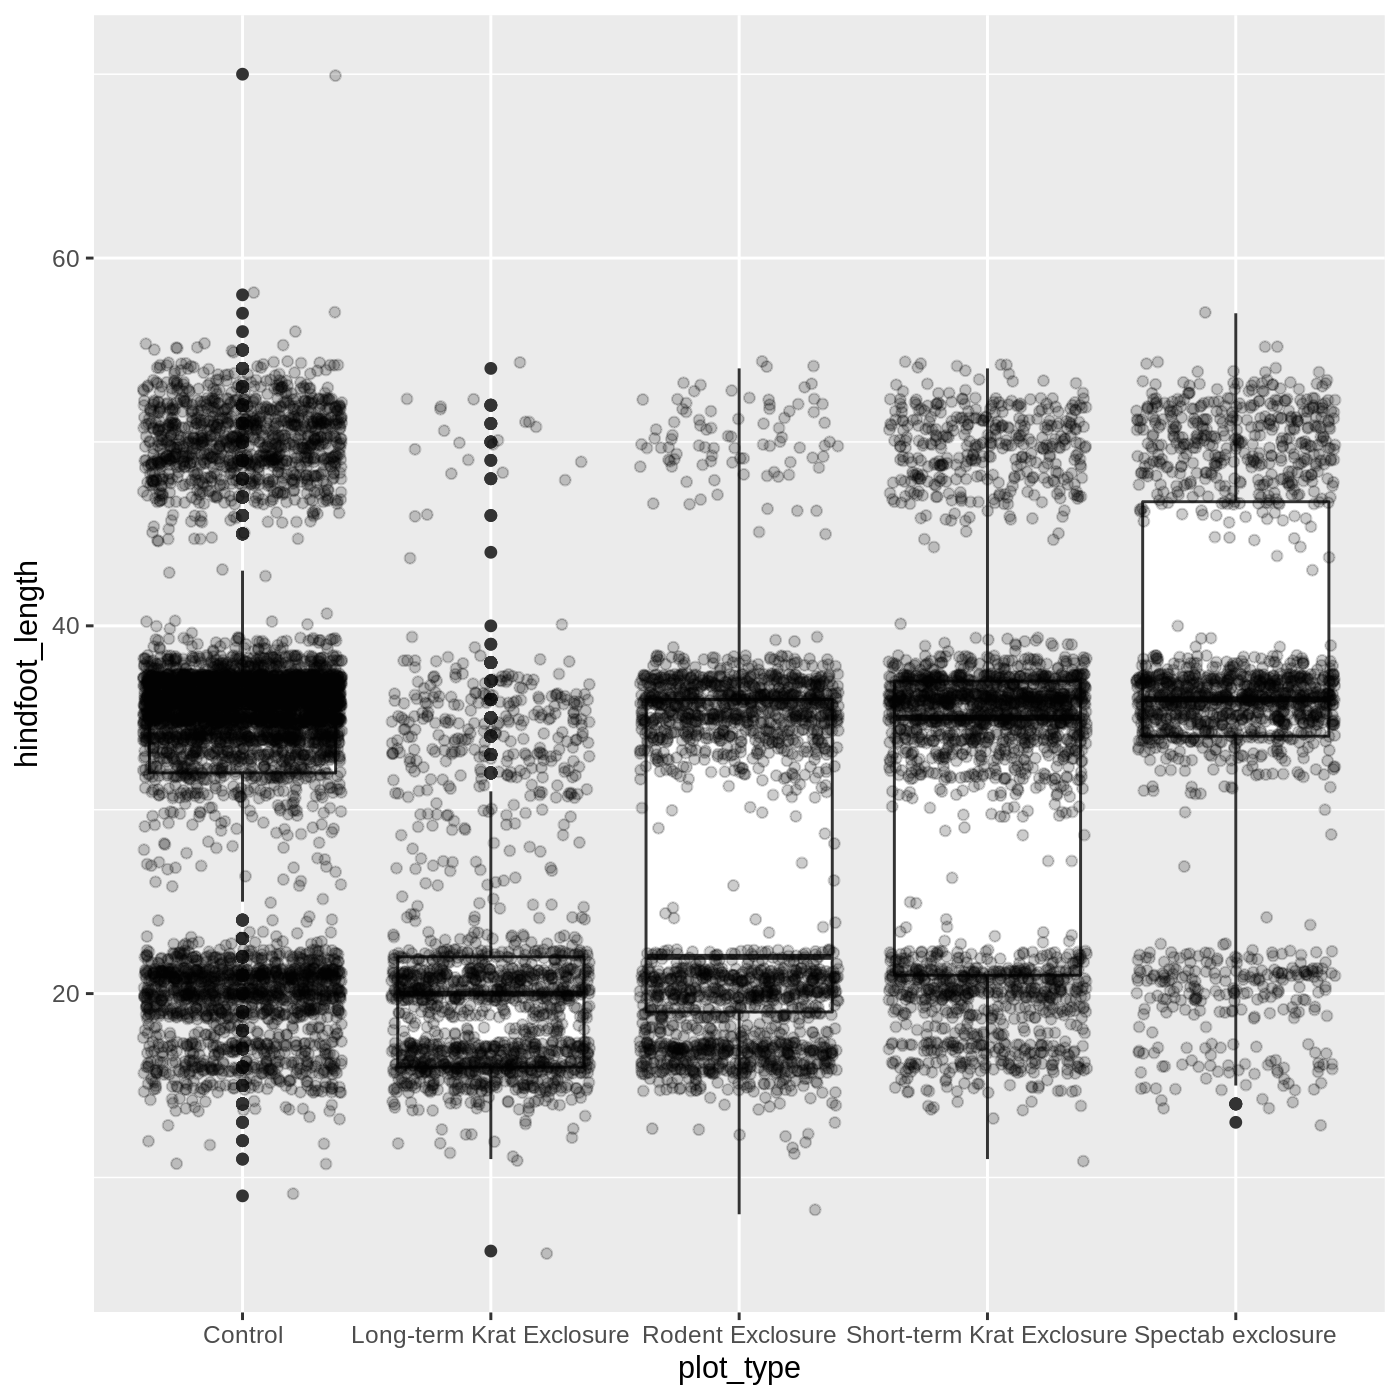 60
40
20
hindfoot_length
Control
Long-term Krat Exclosure
Rodent Exclosure
Short-term Krat Exclosure
Spectab exclosure
plot_type